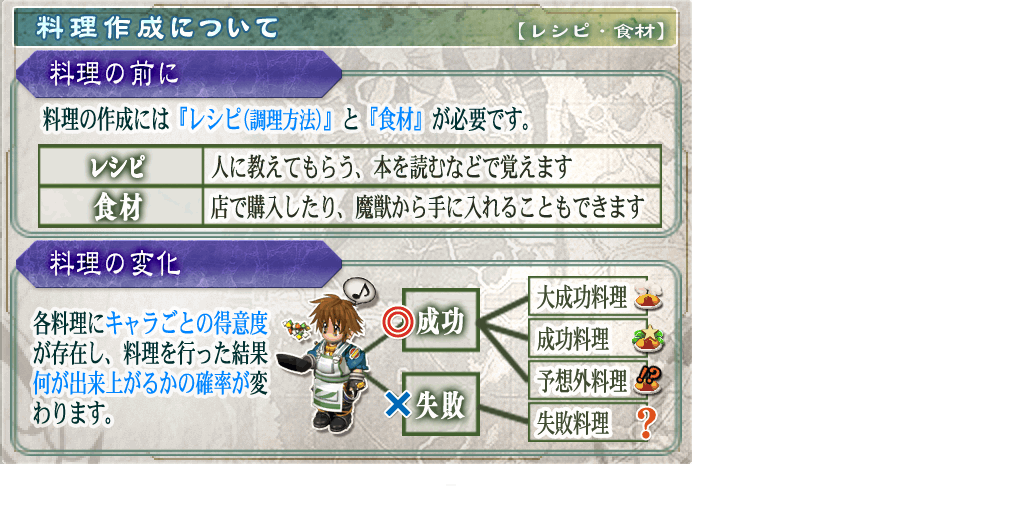 料理作成について
【レシピ・食材】
料理の前に
料理の作成には『レシピ(調理方法)』と『食材』が必要です。
レシピ 人に教えてもらう、本を読むなどで覚えます
食材 店で購入したり、魔獣から手に入れることもできます
料理の変化
各料理にキャラごとの得意度
が存在し、料理を行った結果
何が出来上がるかの確率が変
わります。
成功
失敗
大成功料理
成功料理
予想外料理
!?
失敗料理
?